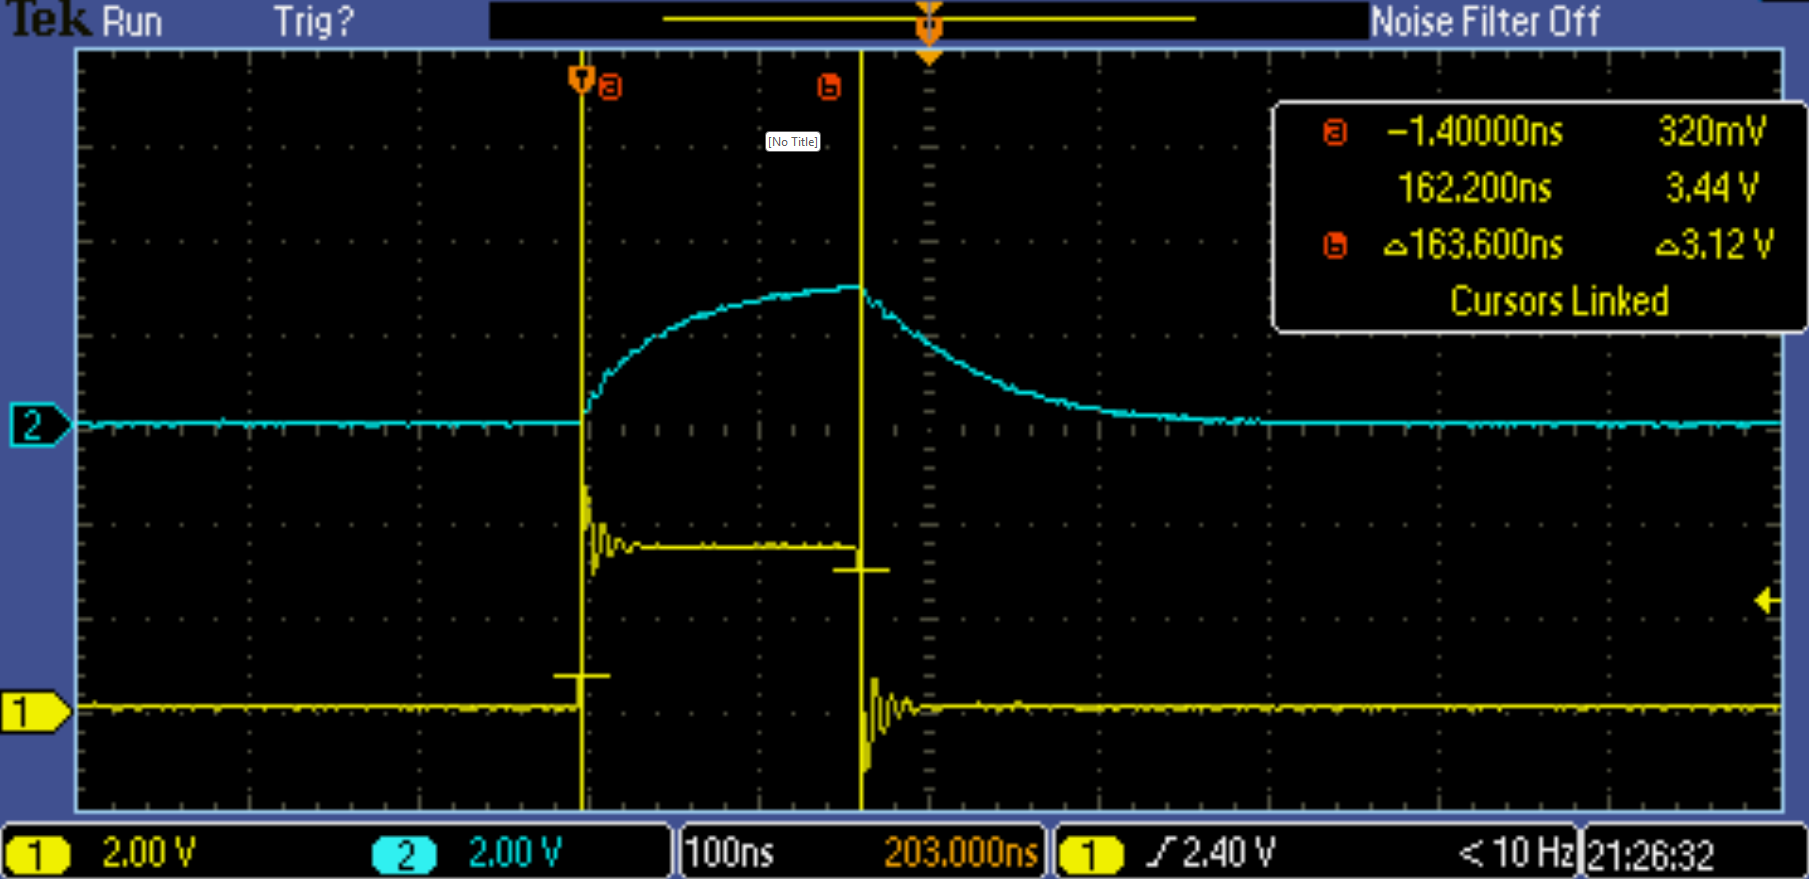 Tek Run Trig? Noise Filter Off
T a b
[No Title]
a −1.40000ns 320mV
162.200ns 3.44 V
b △163.600ns △3.12 V
Cursors Linked
2
1
1 2.00 V 2 2.00 V 100ns 203.000ns 1 2.40 V < 10 Hz 21:26:32